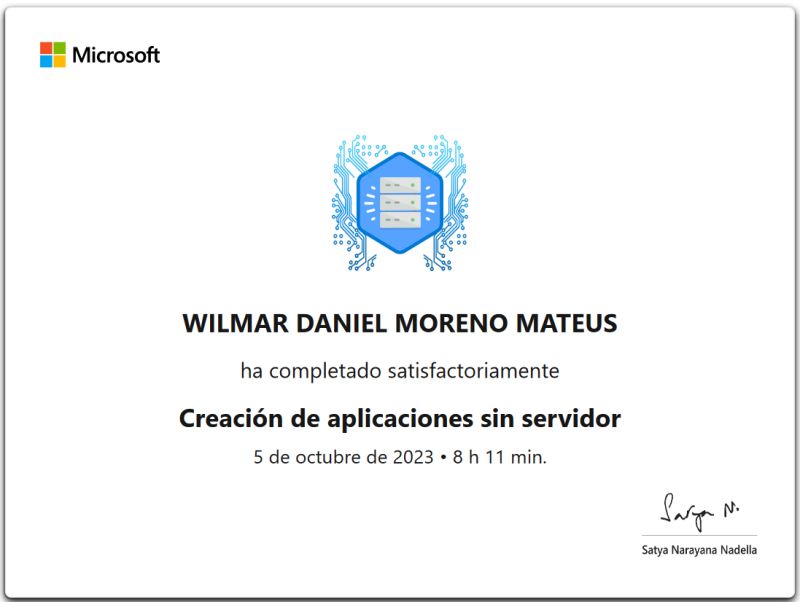 Microsoft
WILMAR DANIEL MORENO MATEUS
ha completado satisfactoriamente
Creación de aplicaciones sin servidor
5 de octubre de 2023 • 8 h 11 min.
Satya N.
Satya Narayana Nadella